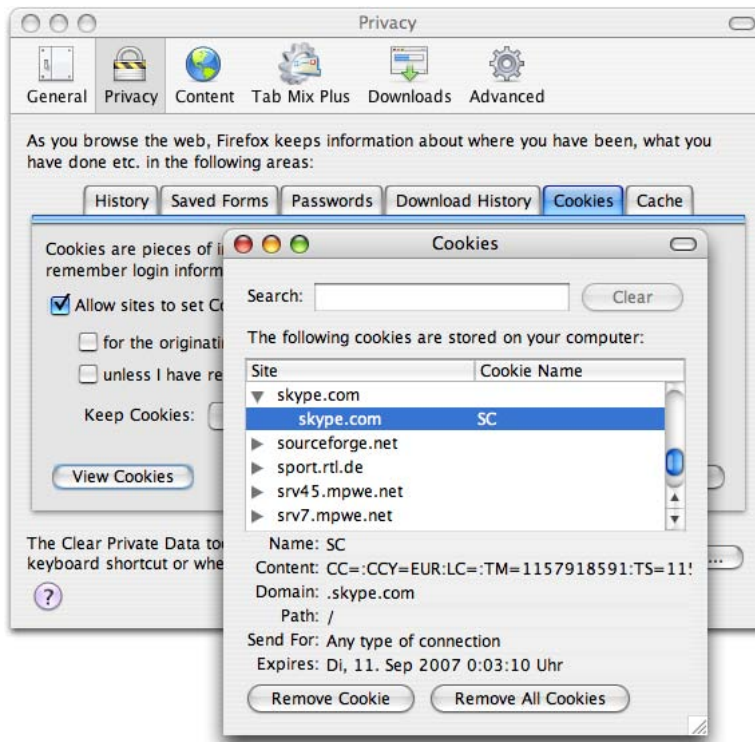 Privacy
General Privacy Content Tab Mix Plus Downloads Advanced
As you browse the web, Firefox keeps information about where you have been, what you
have done etc. in the following areas:
History Saved Forms Passwords Download History Cookies Cache
Cookies are pieces of
remember login
Allow sites to set
for the
unless I have
Keep Cookies:
View Cookies
The Clear Private Data
keyboard shortcut or
...
?
Cookies
Search: Clear
The following cookies are stored on your computer:
Site Cookie Name
skype.com
skype.com SC
sourceforge.net
sport.rtl.de
srv45.mpwe.net
srv7.mpwe.net
Name: SC
Content: CC=:CCY=EUR:LC=:TM=1157918591:TS=115
Domain: .skype.com
Path: /
Send For: Any type of connection
Expires: Di, 11. Sep 2007 0:03:10 Uhr
Remove Cookie Remove All Cookies